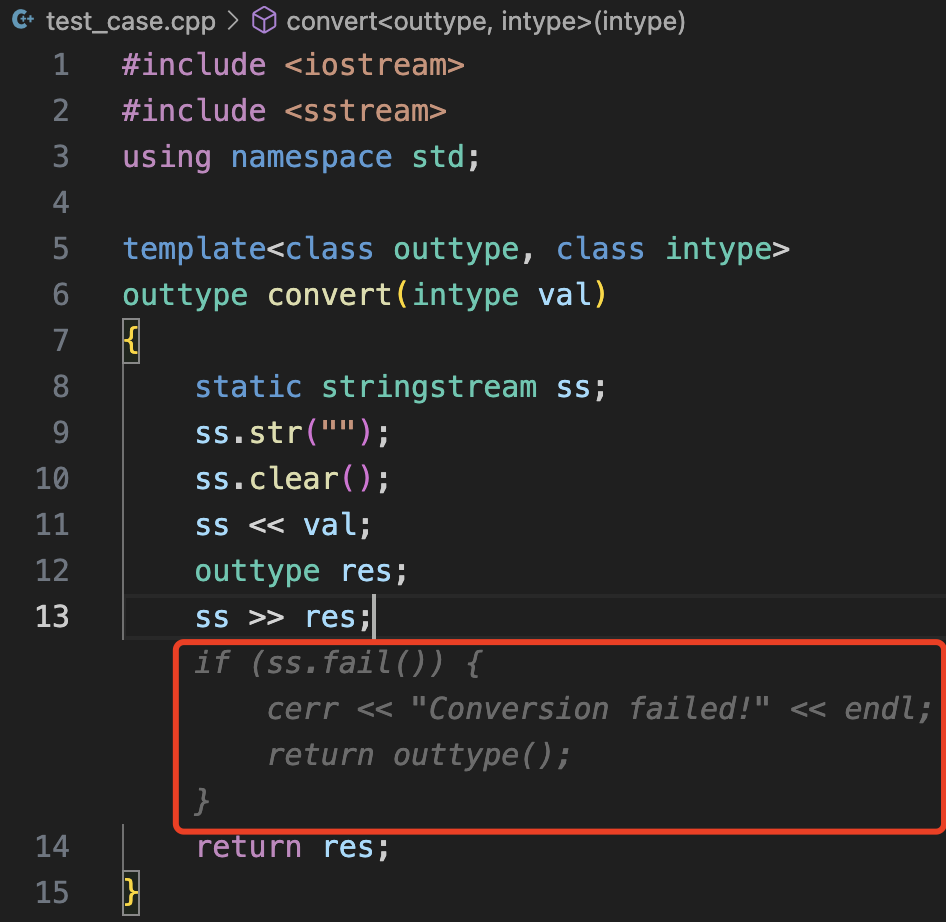 test_case.cpp > convert<outtype, intype>(intype)
1 #include <iostream>
2 #include <sstream>
3 using namespace std;
4
5 template<class outtype, class intype>
6 outtype convert(intype val)
7 {
8     static stringstream ss;
9     ss.str("");
10     ss.clear();
11     ss << val;
12     outtype res;
13     ss >> res;
    if (ss.fail()) {
        cerr << "Conversion failed!" << endl;
        return outtype();
    }
14     return res;
15 }